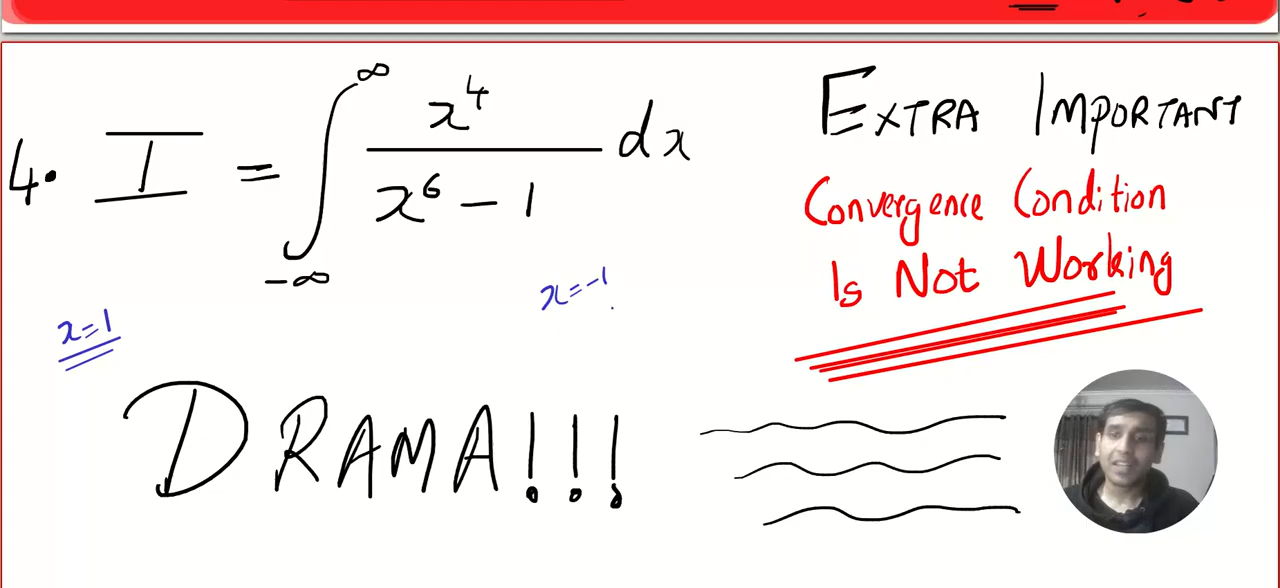 4. I = ∫_{-∞}^{∞} x^4 / (x^6 - 1) dx
EXTRA IMPORTANT
Convergence Condition
Is Not Working
x=-1
x=1
DRAMA!!!